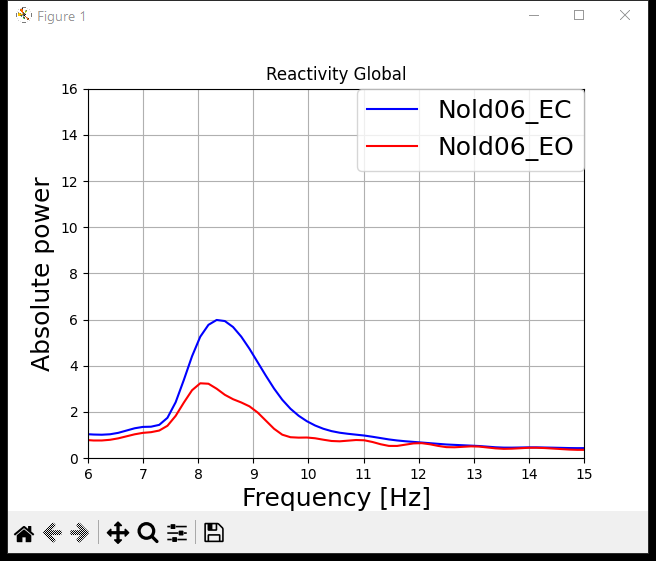 Figure 1
Reactivity Global
Nold06_EC
Nold06_EO
Absolute power
16
14
12
10
8
6
4
2
0
6 7 8 9 10 11 12 13 14 15
Frequency [Hz]